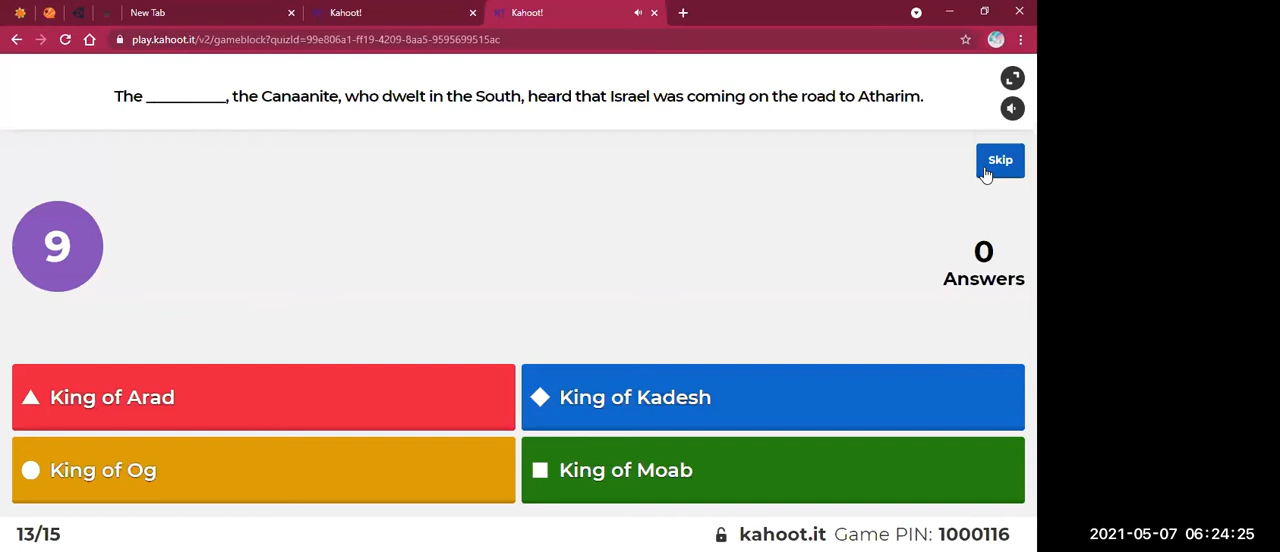 New Tab
Kahoot!
Kahoot!
play.kahoot.it/v2/gameblock?quizId=99e806a1-ff19-4209-8aa5-9595699515ac
The __________, the Canaanite, who dwelt in the South, heard that Israel was coming on the road to Atharim.
Skip
9
0
Answers
King of Arad
King of Kadesh
King of Og
King of Moab
13/15
kahoot.it Game PIN: 1000116
2021-05-07 06:24:25